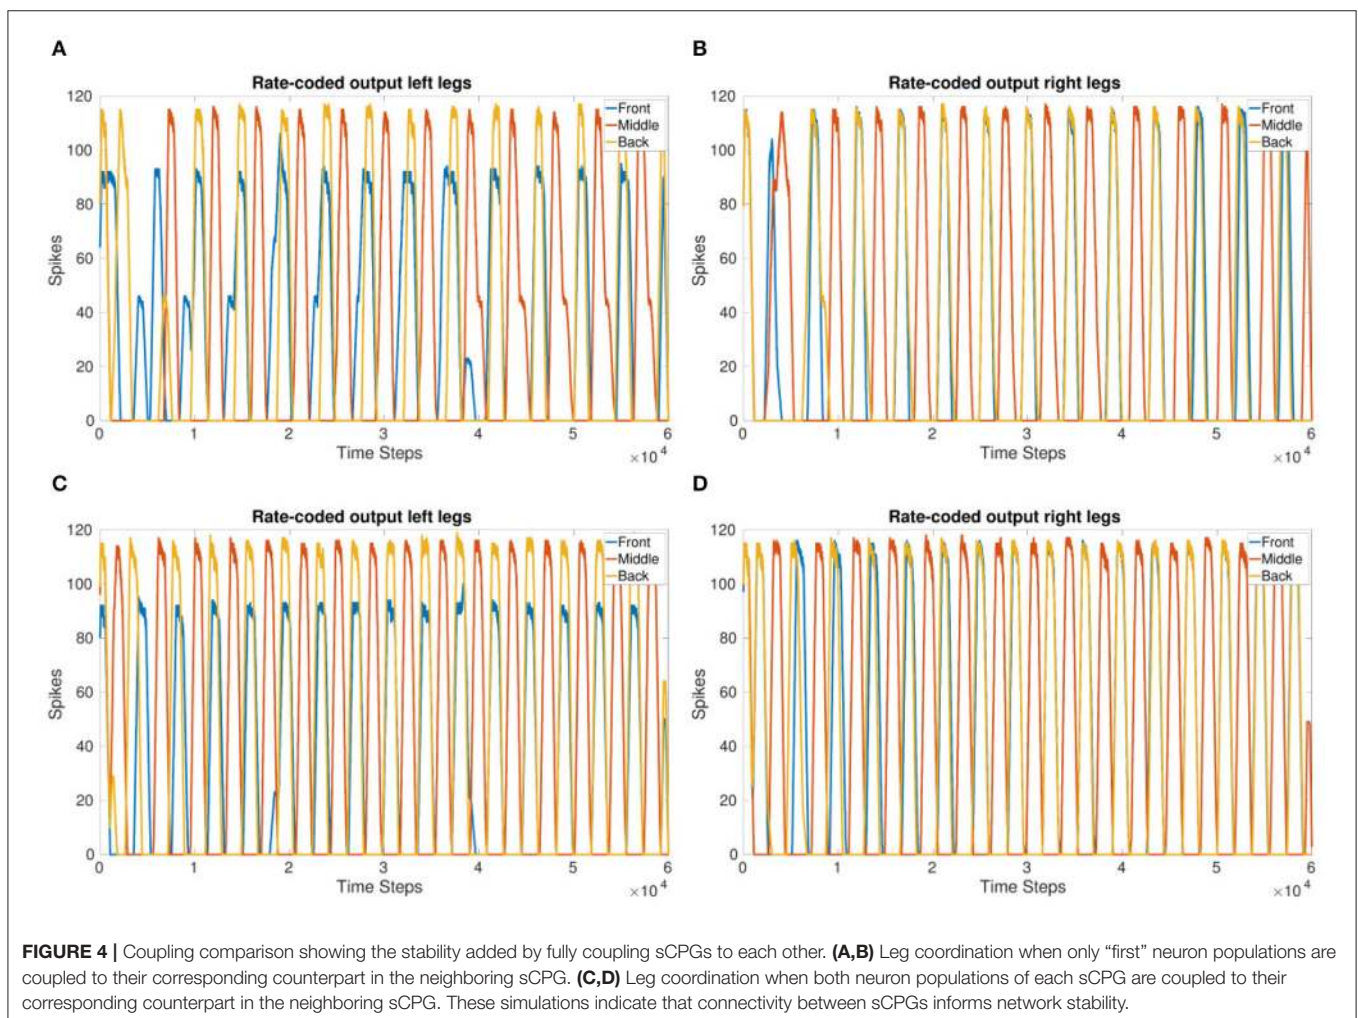 A
Rate-coded output left legs
120
100
80
60
40
20
0
Spikes
Front
Middle
Back
0 1 2 3 4 5 6
Time Steps
×10⁴
B
Rate-coded output right legs
120
100
80
60
40
20
0
Spikes
Front
Middle
Back
0 1 2 3 4 5 6
Time Steps
×10⁴
C
Rate-coded output left legs
120
100
80
60
40
20
0
Spikes
Front
Middle
Back
0 1 2 3 4 5 6
Time Steps
×10⁴
D
Rate-coded output right legs
120
100
80
60
40
20
0
Spikes
Front
Middle
Back
0 1 2 3 4 5 6
Time Steps
×10⁴
FIGURE 4 | Coupling comparison showing the stability added by fully coupling sCPGs to each other. (A,B) Leg coordination when only “first” neuron populations are
coupled to their corresponding counterpart in the neighboring sCPG. (C,D) Leg coordination when both neuron populations of each sCPG are coupled to their
corresponding counterpart in the neighboring sCPG. These simulations indicate that connectivity between sCPGs informs network stability.